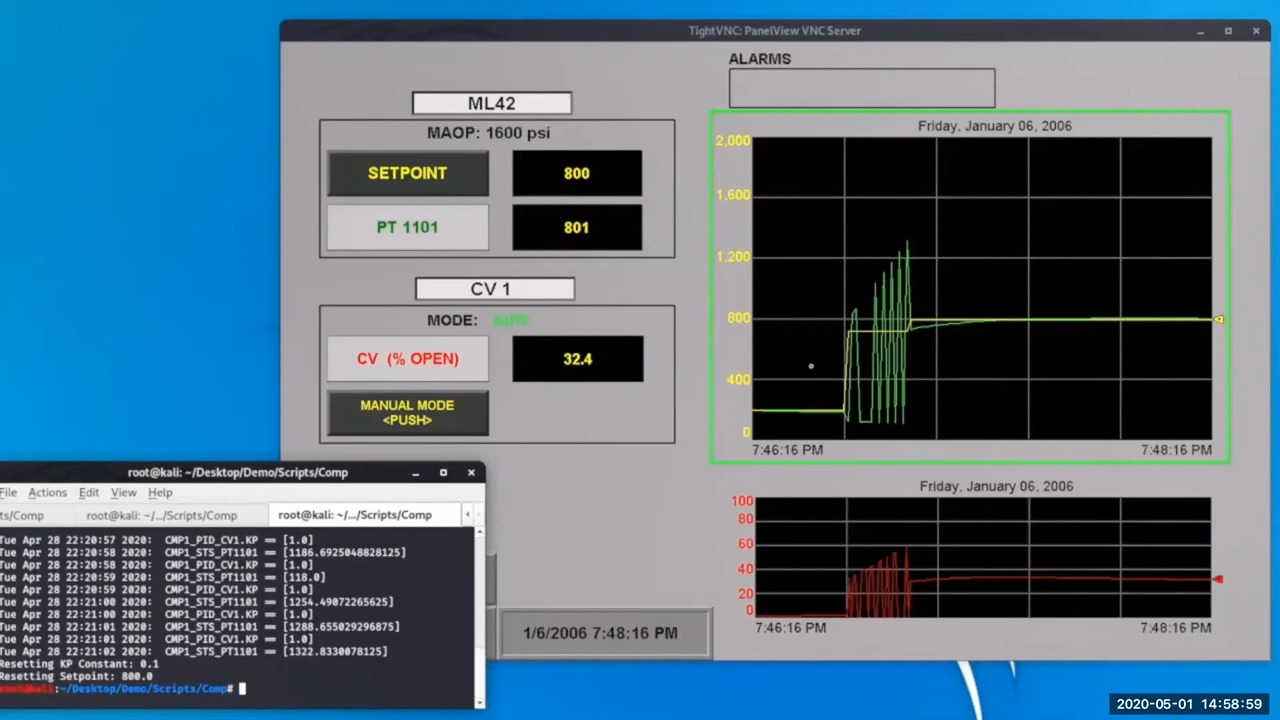 TightVNC: PanelView VNC Server
ALARMS
ML42
MAOP: 1600 psi
SETPOINT
800
PT 1101
801
CV 1
MODE: AUTO
CV (% OPEN)
32.4
MANUAL MODE
<PUSH>
Friday, January 06, 2006
2,000
1,600
1,200
800
400
0
7:46:16 PM
7:48:16 PM
Friday, January 06, 2006
100
80
60
40
20
0
7:46:16 PM
7:48:16 PM
1/6/2006 7:48:16 PM
root@kali: ~/Desktop/Demo/Scripts/Comp
File Actions Edit View Help
ts/Comp
root@kali: ~/.../Scripts/Comp
root@kali: ~/.../Scripts/Comp
Tue Apr 28 22:20:57 2020: CMP1_PID_CV1.KP == [1.0]
Tue Apr 28 22:20:58 2020: CMP1_STS_PT1101 == [1186.6925048828125]
Tue Apr 28 22:20:58 2020: CMP1_PID_CV1.KP == [1.0]
Tue Apr 28 22:20:59 2020: CMP1_STS_PT1101 == [118.0]
Tue Apr 28 22:20:59 2020: CMP1_PID_CV1.KP == [1.0]
Tue Apr 28 22:21:00 2020: CMP1_STS_PT1101 == [1254.49072265625]
Tue Apr 28 22:21:00 2020: CMP1_PID_CV1.KP == [1.0]
Tue Apr 28 22:21:01 2020: CMP1_STS_PT1101 == [1288.655029296875]
Tue Apr 28 22:21:01 2020: CMP1_PID_CV1.KP == [1.0]
Tue Apr 28 22:21:02 2020: CMP1_STS_PT1101 == [1322.8330078125]
Resetting KP Constant: 0.1
Resetting Setpoint: 800.0
root@kali:~/Desktop/Demo/Scripts/Comp#
2020-05-01 14:58:59